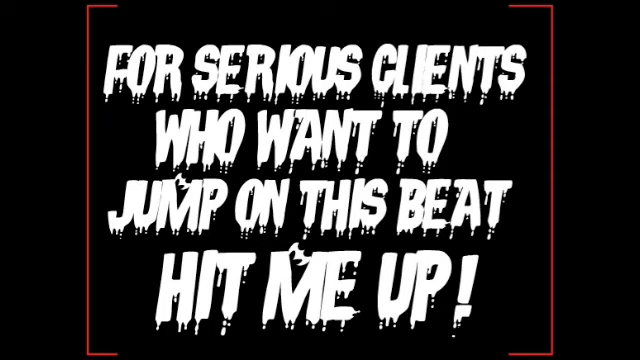 FOR SERIOUS CLIENTS
WHO WANT TO
JUMP ON THIS BEAT
HIT ME UP!